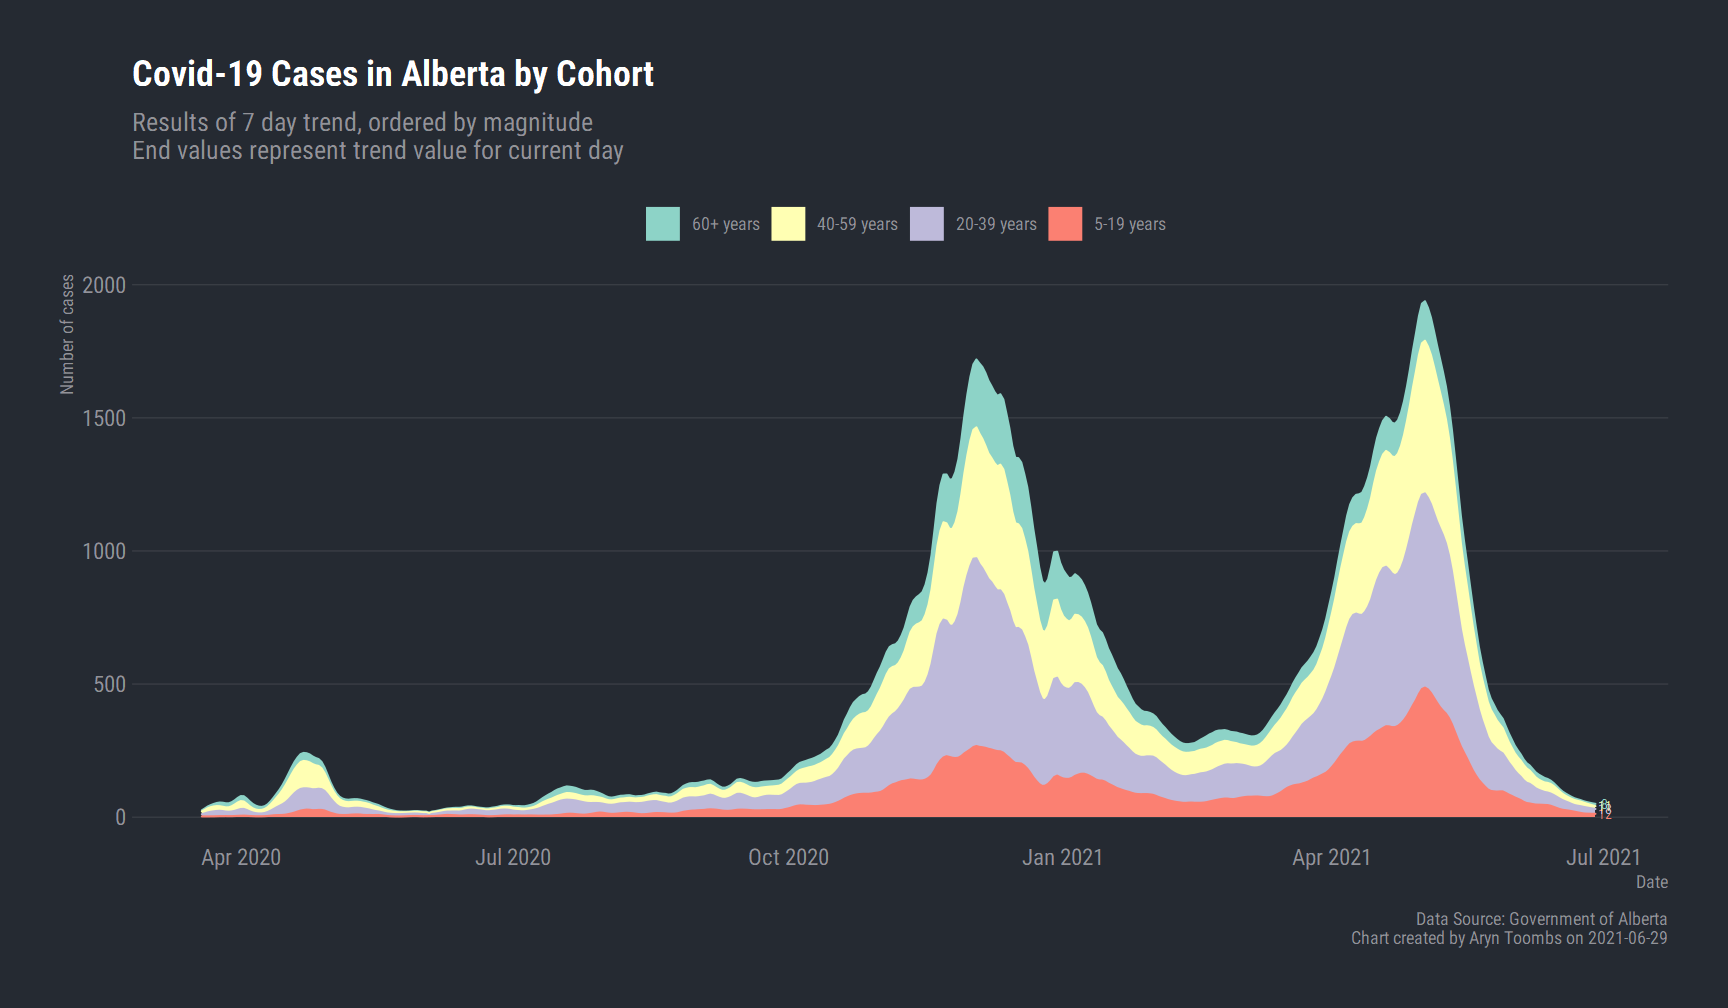 Covid-19 Cases in Alberta by Cohort
Results of 7 day trend, ordered by magnitude
End values represent trend value for current day
60+ years
40-59 years
20-39 years
5-19 years
Number of cases
2000
1500
1000
500
0
12
Apr 2020
Jul 2020
Oct 2020
Jan 2021
Apr 2021
Jul 2021
Date
Data Source: Government of Alberta
Chart created by Aryn Toombs on 2021-06-29